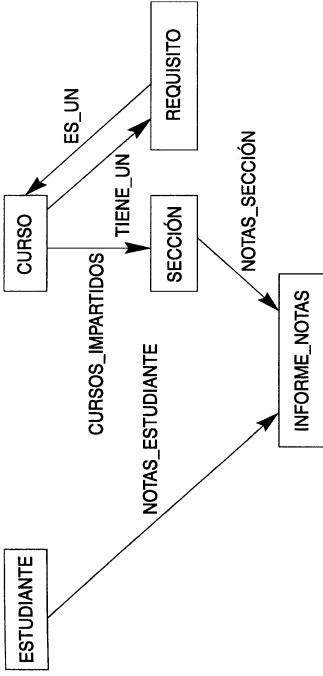 ESTUDIANTE
CURSO
ES_UN
TIENE_UN
CURSOS_IMPARTIDOS
SECCIÓN
REQUISITO
NOTAS_ESTUDIANTE
NOTAS_SECCIÓN
INFORME_NOTAS